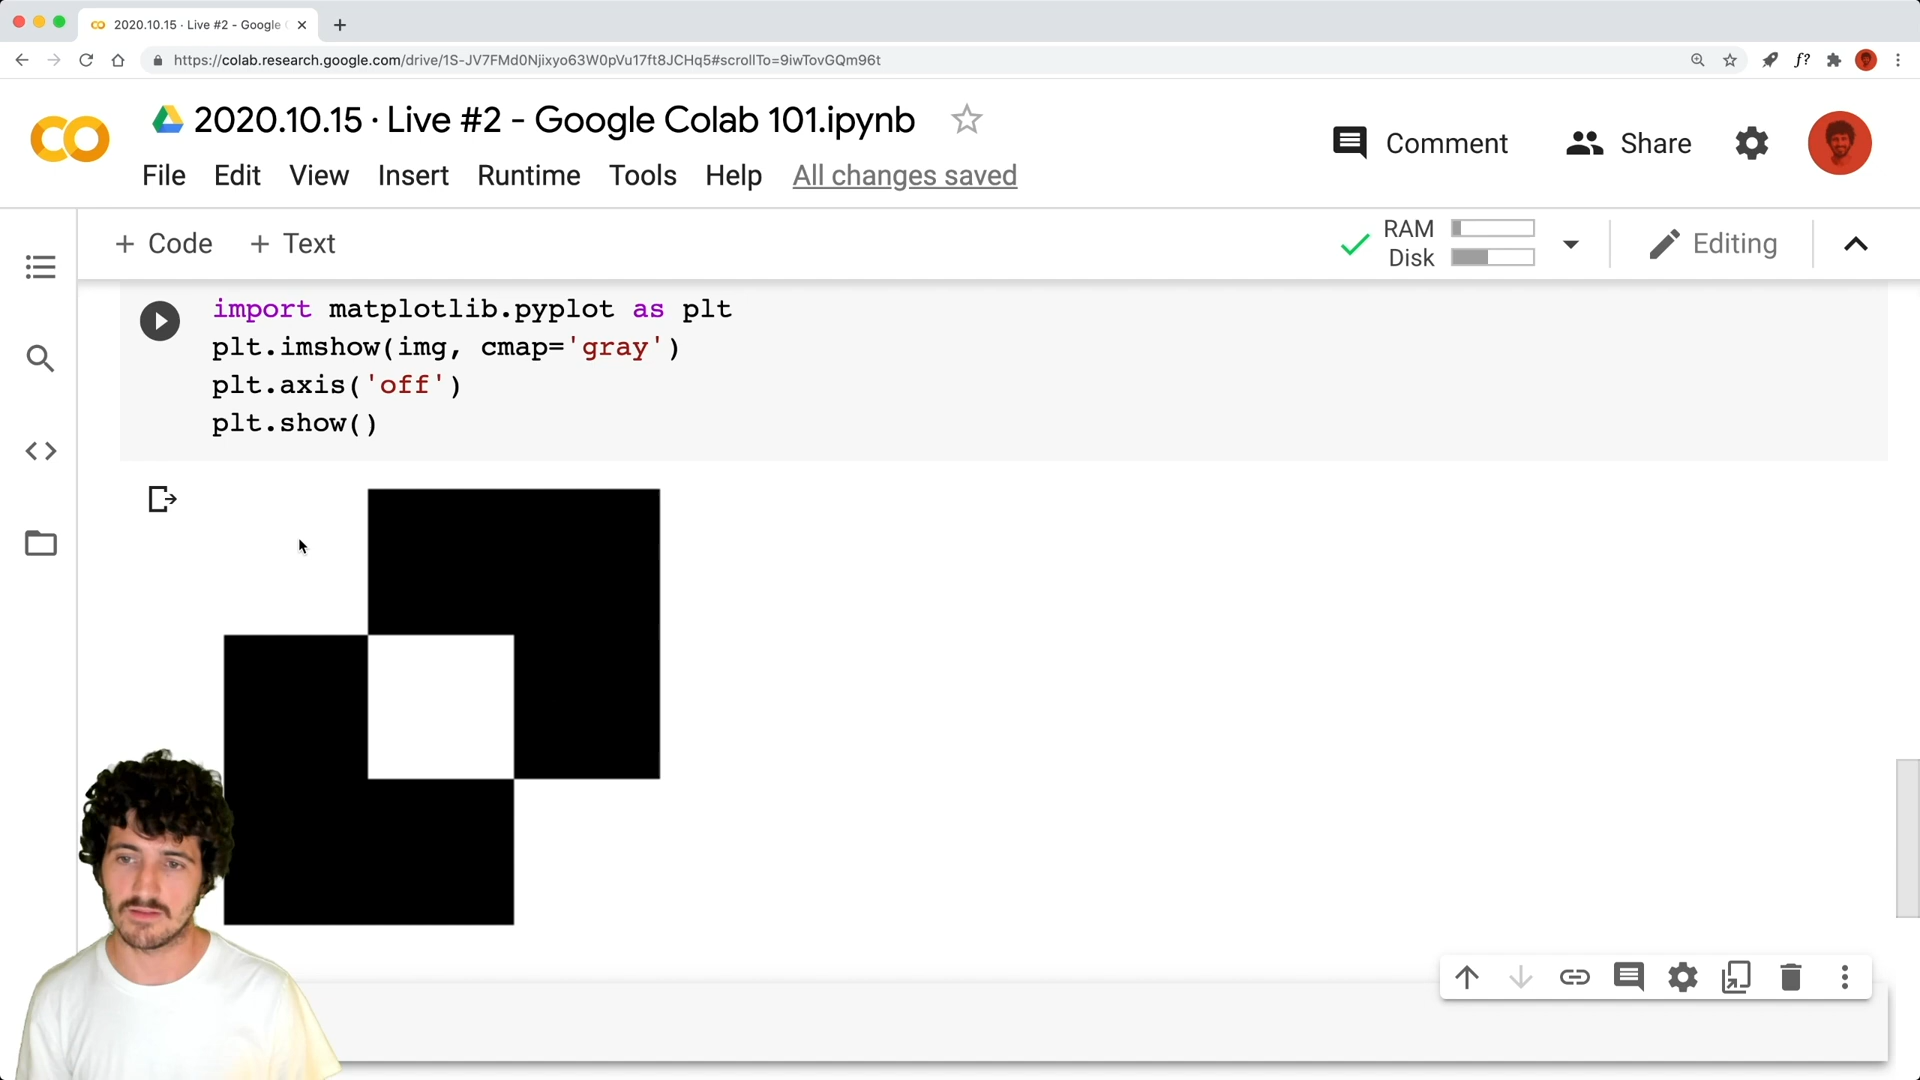 2020.10.15 · Live #2 - Google
https://colab.research.google.com/drive/1S-JV7FMd0Njixyo63W0pVu17ft8JCHq5#scrollTo=9iwTovGQm96t
f?
2020.10.15 · Live #2 - Google Colab 101.ipynb
Comment
Share
File Edit View Insert Runtime Tools Help All changes saved
+ Code + Text
RAM
Disk
Editing
import matplotlib.pyplot as plt
plt.imshow(img, cmap='gray')
plt.axis('off')
plt.show()